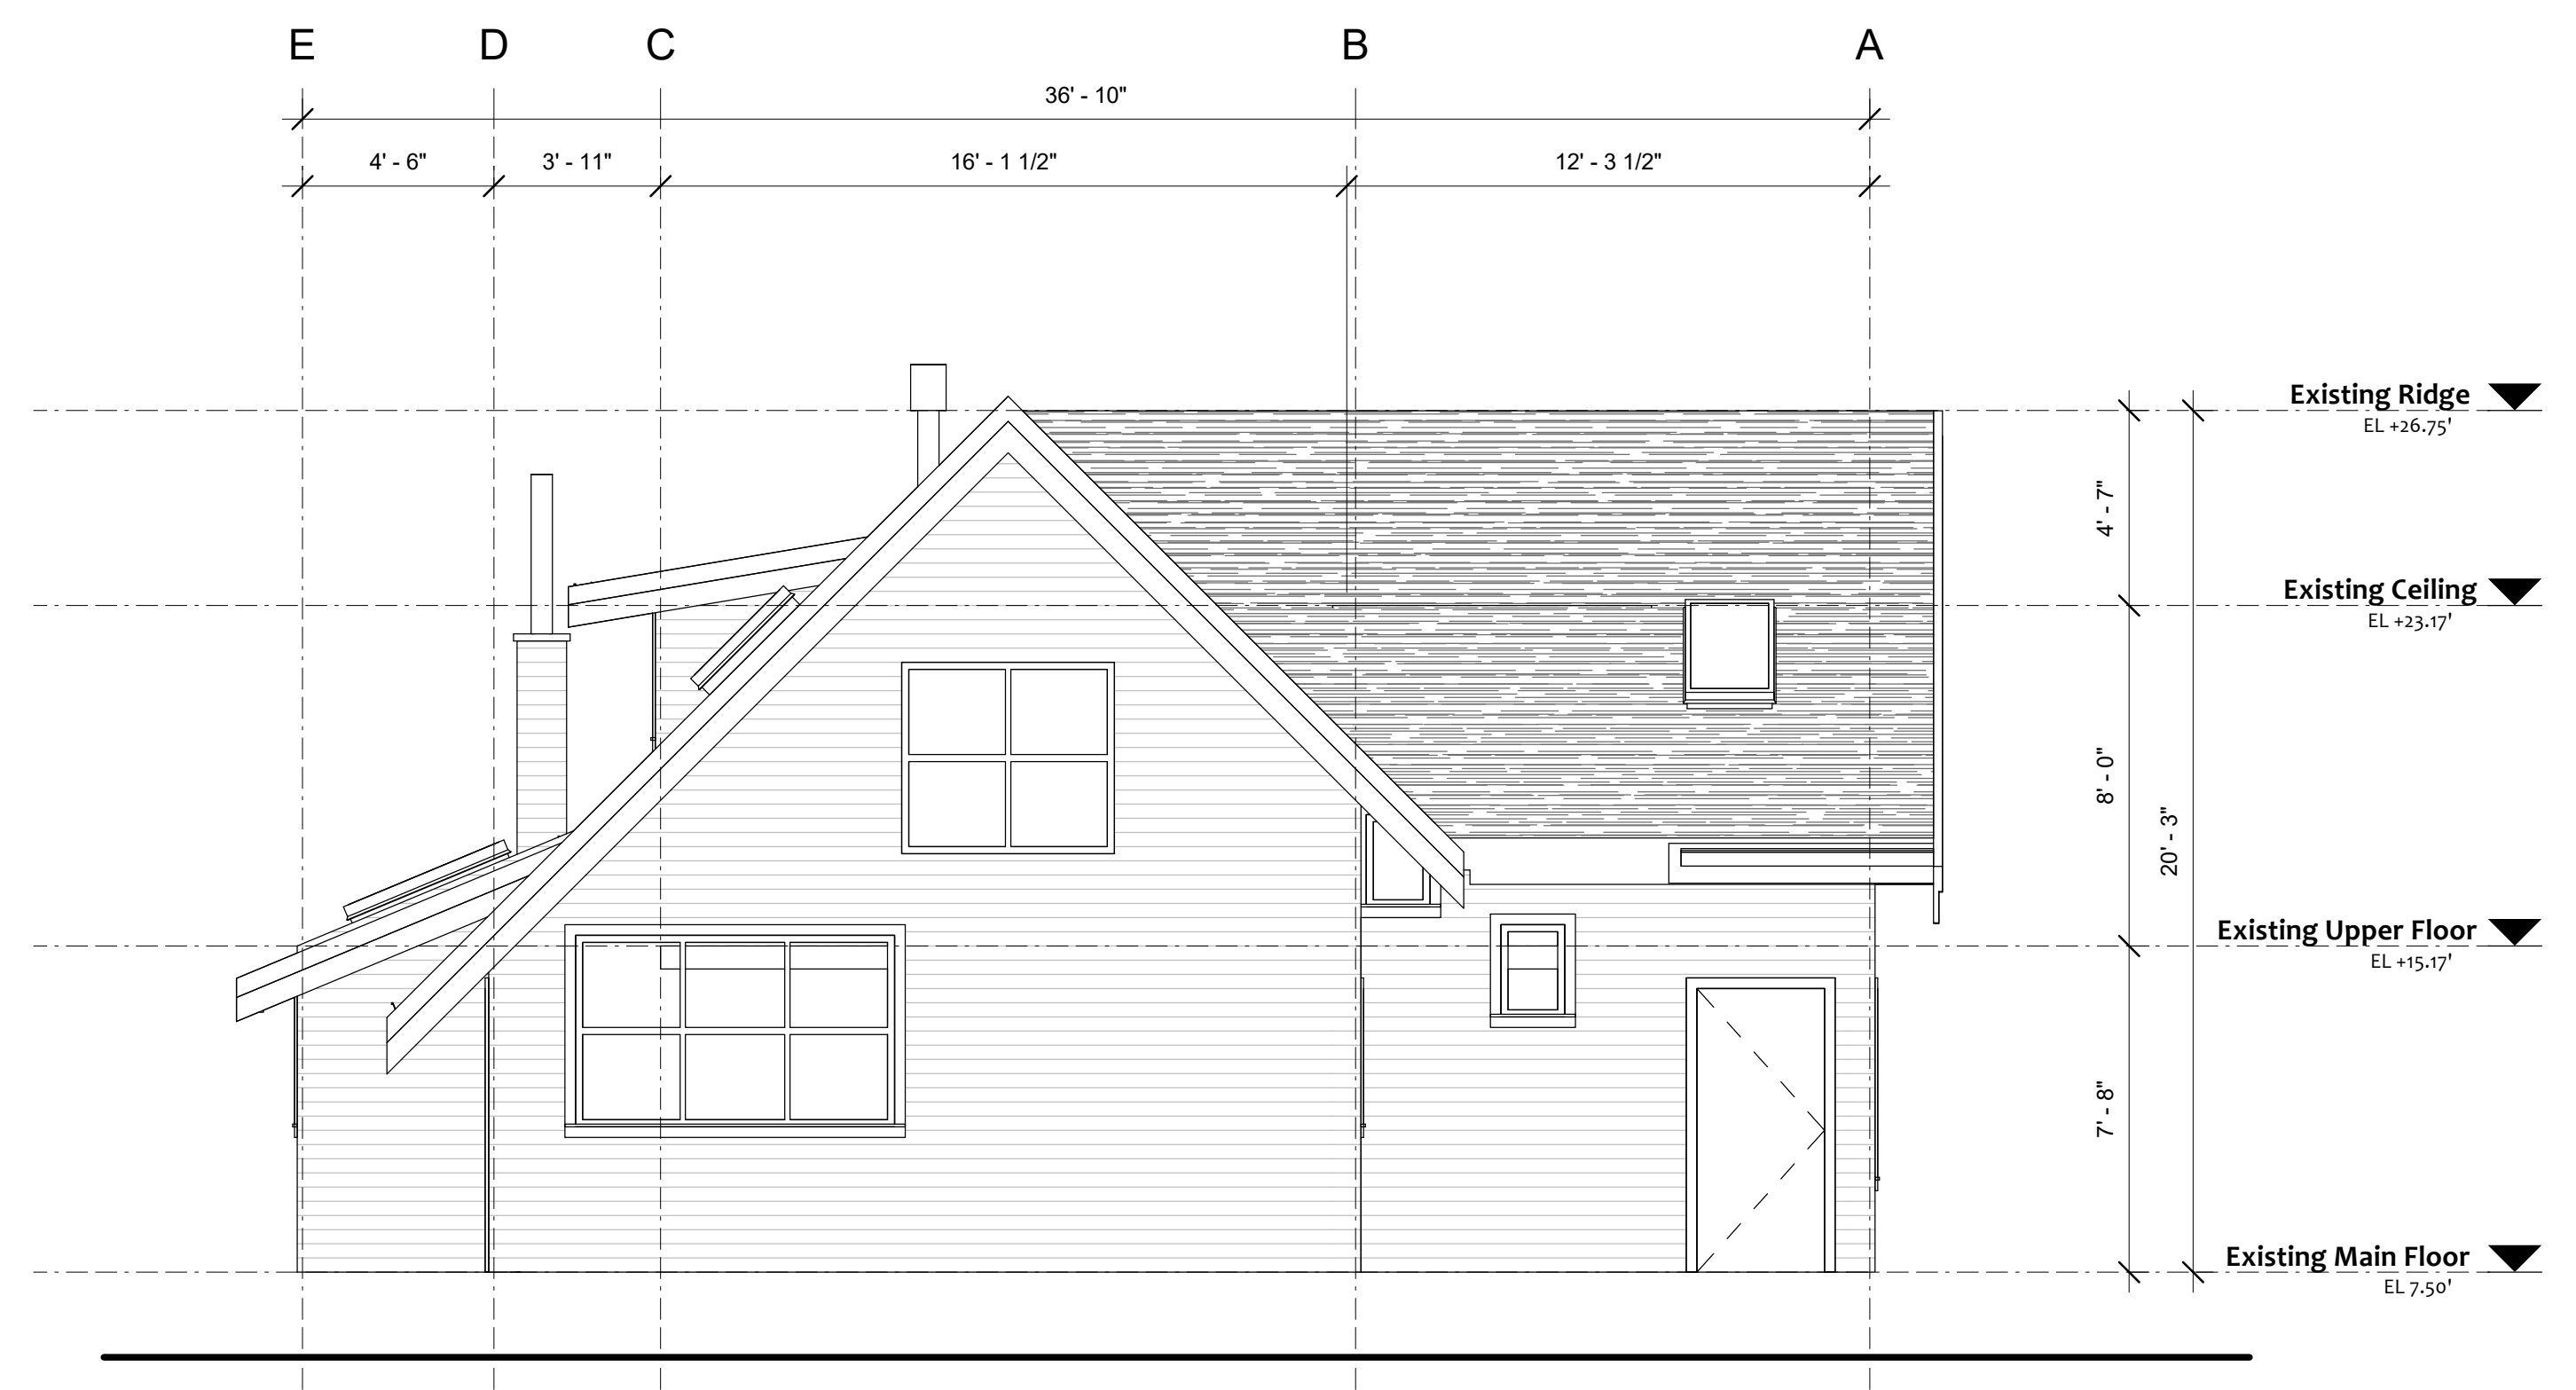 E D C B A
36' - 10"
4' - 6" 3' - 11" 16' - 1 1/2" 12' - 3 1/2"
Existing Ridge
EL +26.75'
4' - 7"
Existing Ceiling
EL +23.17'
8' - 0"
20' - 3"
Existing Upper Floor
EL +15.17'
7' - 8"
Existing Main Floor
EL 7.50'